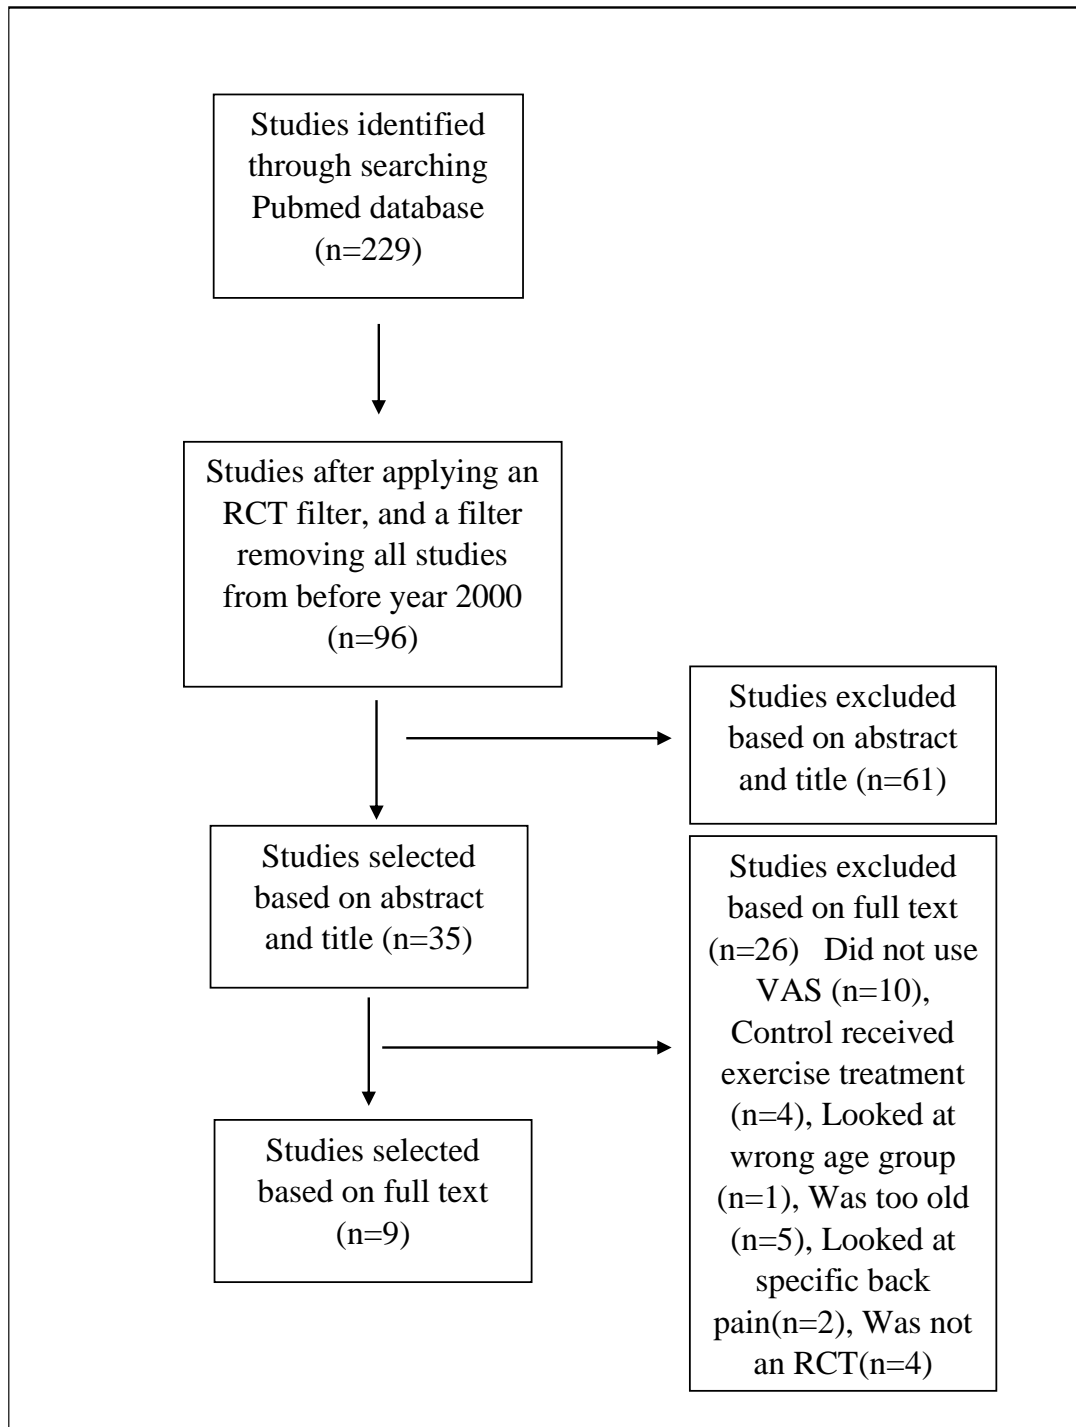 Studies identified
through searching
Pubmed database
(n=229)
Studies after applying an
RCT filter, and a filter
removing all studies
from before year 2000
(n=96)
Studies excluded
based on abstract
and title (n=61)
Studies selected
based on abstract
and title (n=35)
Studies excluded
based on full text
(n=26) Did not use
VAS (n=10),
Control received
exercise treatment
(n=4), Looked at
wrong age group
(n=1), Was too old
(n=5), Looked at
specific back
pain(n=2), Was not
an RCT(n=4)
Studies selected
based on full text
(n=9)